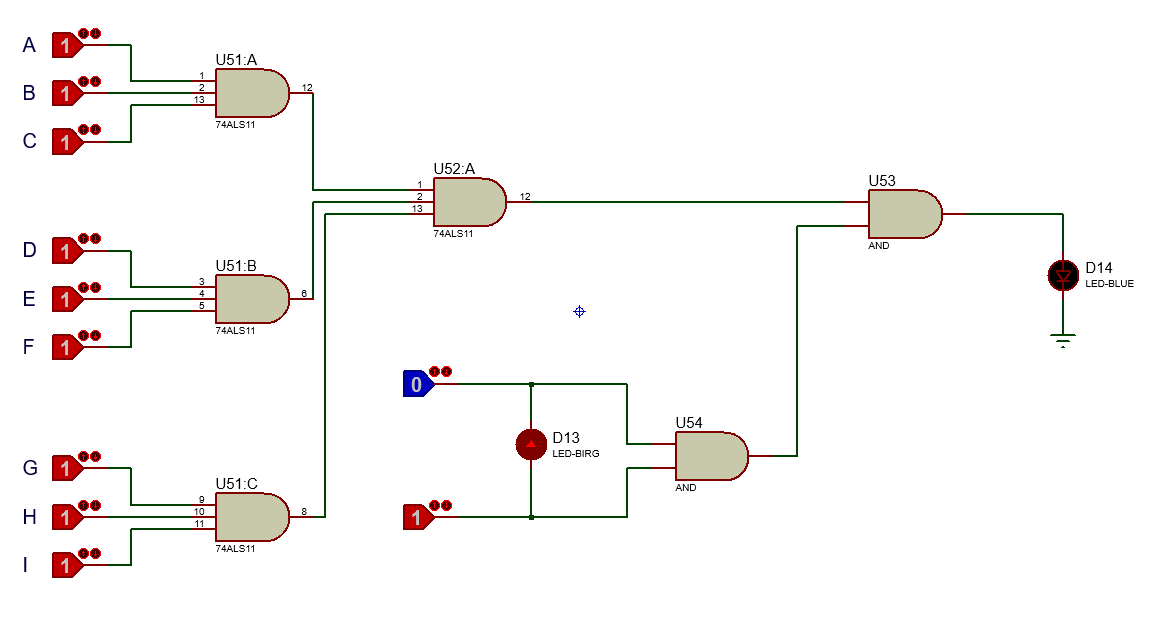 A 1
B 1
C 1
U51:A
1
2
13
12
74ALS11
D 1
E 1
F 1
U51:B
3
4
5
6
74ALS11
G 1
H 1
I 1
U51:C
9
10
11
8
74ALS11
U52:A
1
2
13
12
74ALS11
0
1
D13
LED-BIRG
U54
AND
U53
AND
D14
LED-BLUE